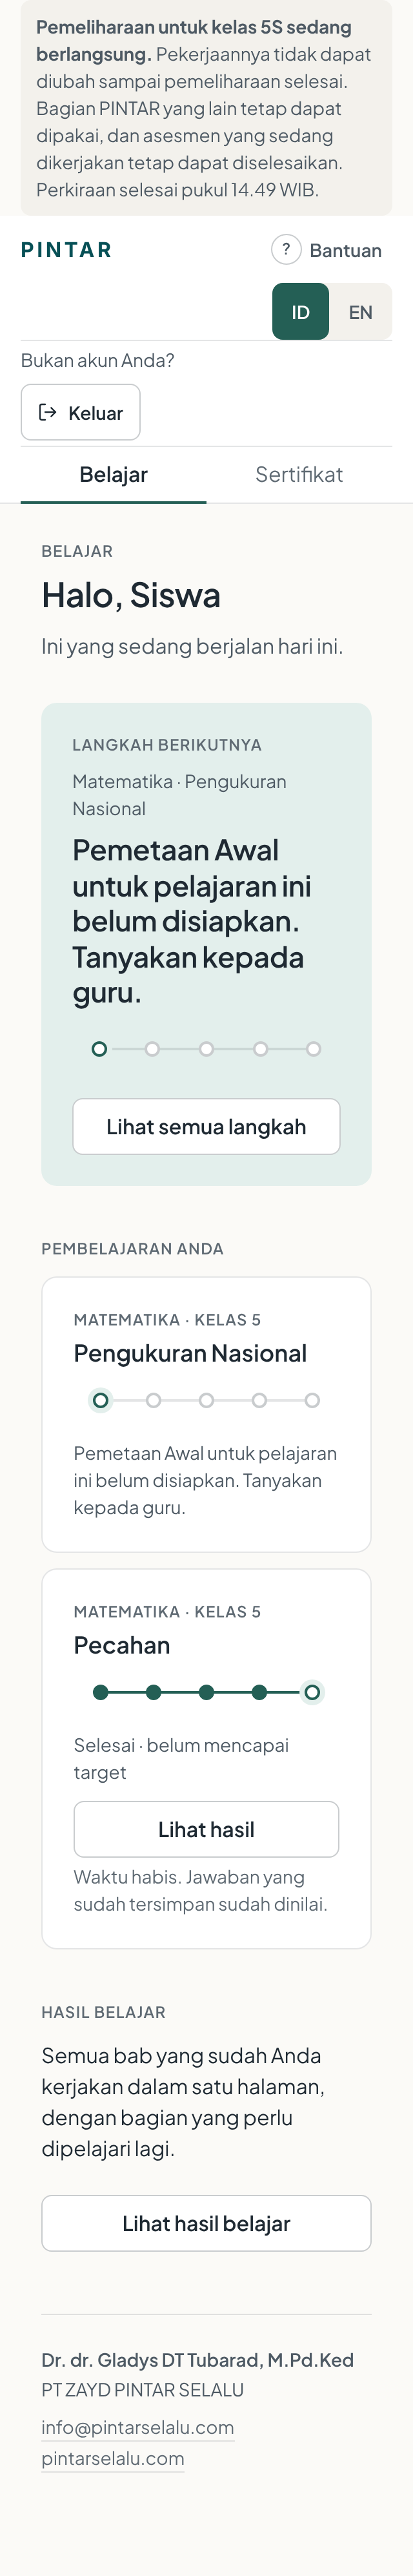 Pemeliharaan untuk kelas 5S sedang
berlangsung. Pekerjaannya tidak dapat
diubah sampai pemeliharaan selesai.
Bagian PINTAR yang lain tetap dapat
dipakai, dan asesmen yang sedang
dikerjakan tetap dapat diselesaikan.
Perkiraan selesai pukul 14.49 WIB.
PINTAR
? Bantuan
ID EN
Bukan akun Anda?
Keluar
Belajar Sertifikat
BELAJAR
Halo, Siswa
Ini yang sedang berjalan hari ini.
LANGKAH BERIKUTNYA
Matematika · Pengukuran
Nasional
Pemetaan Awal
untuk pelajaran ini
belum disiapkan.
Tanyakan kepada
guru.
Lihat semua langkah
PEMBELAJARAN ANDA
MATEMATIKA · KELAS 5
Pengukuran Nasional
Pemetaan Awal untuk pelajaran
ini belum disiapkan. Tanyakan
kepada guru.
MATEMATIKA · KELAS 5
Pecahan
Selesai · belum mencapai
target
Lihat hasil
Waktu habis. Jawaban yang
sudah tersimpan sudah dinilai.
HASIL BELAJAR
Semua bab yang sudah Anda
kerjakan dalam satu halaman,
dengan bagian yang perlu
dipelajari lagi.
Lihat hasil belajar
Dr. dr. Gladys DT Tubarad, M.Pd.Ked
PT ZAYD PINTAR SELALU
info@pintarselalu.com
pintarselalu.com